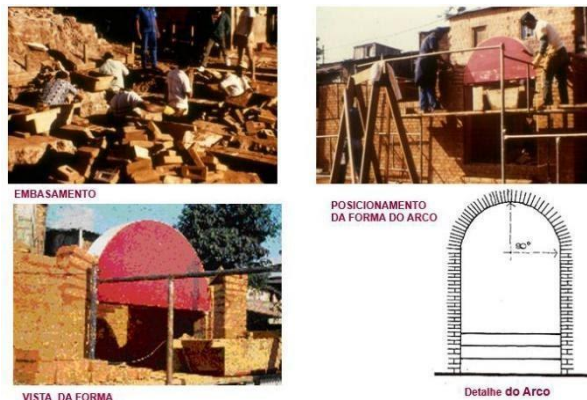 EMBASAMENTO
POSICIONAMENTO
DA FORMA DO ARCO
90°
VISTA DA FORMA
Detalhe do Arco